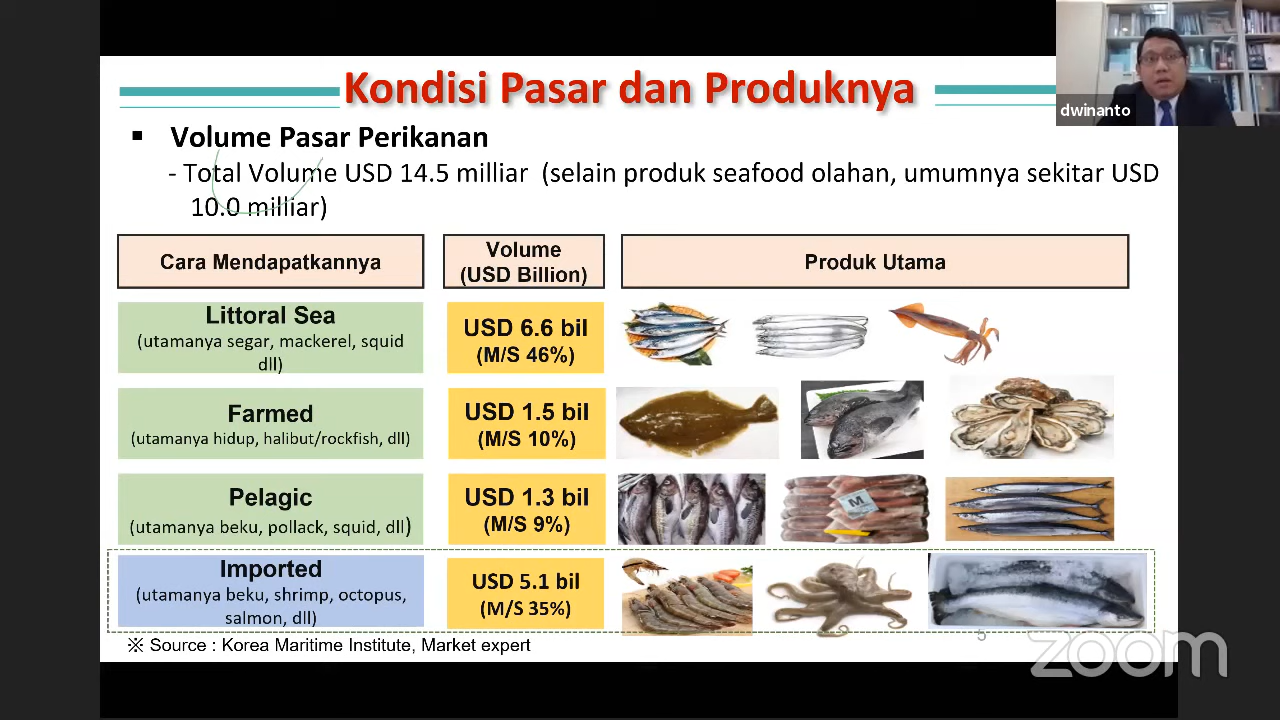 Kondisi Pasar dan Produknya
dwinanto
▪ Volume Pasar Perikanan
- Total Volume USD 14.5 milliar (selain produk seafood olahan, umumnya sekitar USD
10.0 milliar)
Cara Mendapatkannya
Volume
(USD Billion)
Produk Utama
Littoral Sea
(utamanya segar, mackerel, squid
dll)
USD 6.6 bil
(M/S 46%)
Farmed
(utamanya hidup, halibut/rockfish, dll)
USD 1.5 bil
(M/S 10%)
Pelagic
(utamanya beku, pollack, squid, dll)
USD 1.3 bil
(M/S 9%)
M
Imported
(utamanya beku, shrimp, octopus,
salmon, dll)
USD 5.1 bil
(M/S 35%)
※ Source : Korea Maritime Institute, Market expert
5
zoom